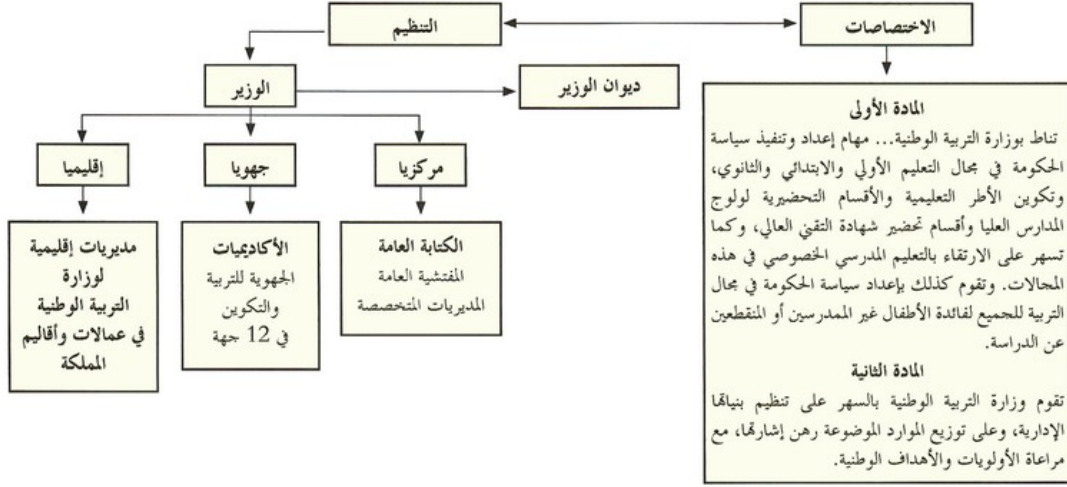 الاختصاصات
التنظيم
الوزير
ديوان الوزير
مركزيا
جهويا
إقليميا
الكتابة العامة
المفتشية العامة
المديريات المتخصصة
الأكاديميات
الجهوية للتربية
والتكوين
في 12 جهة
مديريات إقليمية
لوزارة
التربية الوطنية
في عمالات وأقاليم
المملكة
المادة الأولى
تناط بوزارة التربية الوطنية... مهام إعداد وتنفيذ سياسة
الحكومة في مجال التعليم الأولي والابتدائي والثانوي،
وتكوين الأطر التعليمية والأقسام التحضيرية لولوج
المدارس العليا وأقسام تحضير شهادة التقني العالي، وكما
تسهر على الارتقاء بالتعليم المدرسي الخصوصي في هذه
المجالات. وتقوم كذلك بإعداد سياسة الحكومة في مجال
التربية للجميع لفائدة الأطفال غير الممدرسين أو المنقطعين
عن الدراسة.
المادة الثانية
تقوم وزارة التربية الوطنية بالسهر على تنظيم بنياتها
الإدارية، وعلى توزيع الموارد الموضوعة رهن إشارتها، مع
مراعاة الأولويات والأهداف الوطنية.